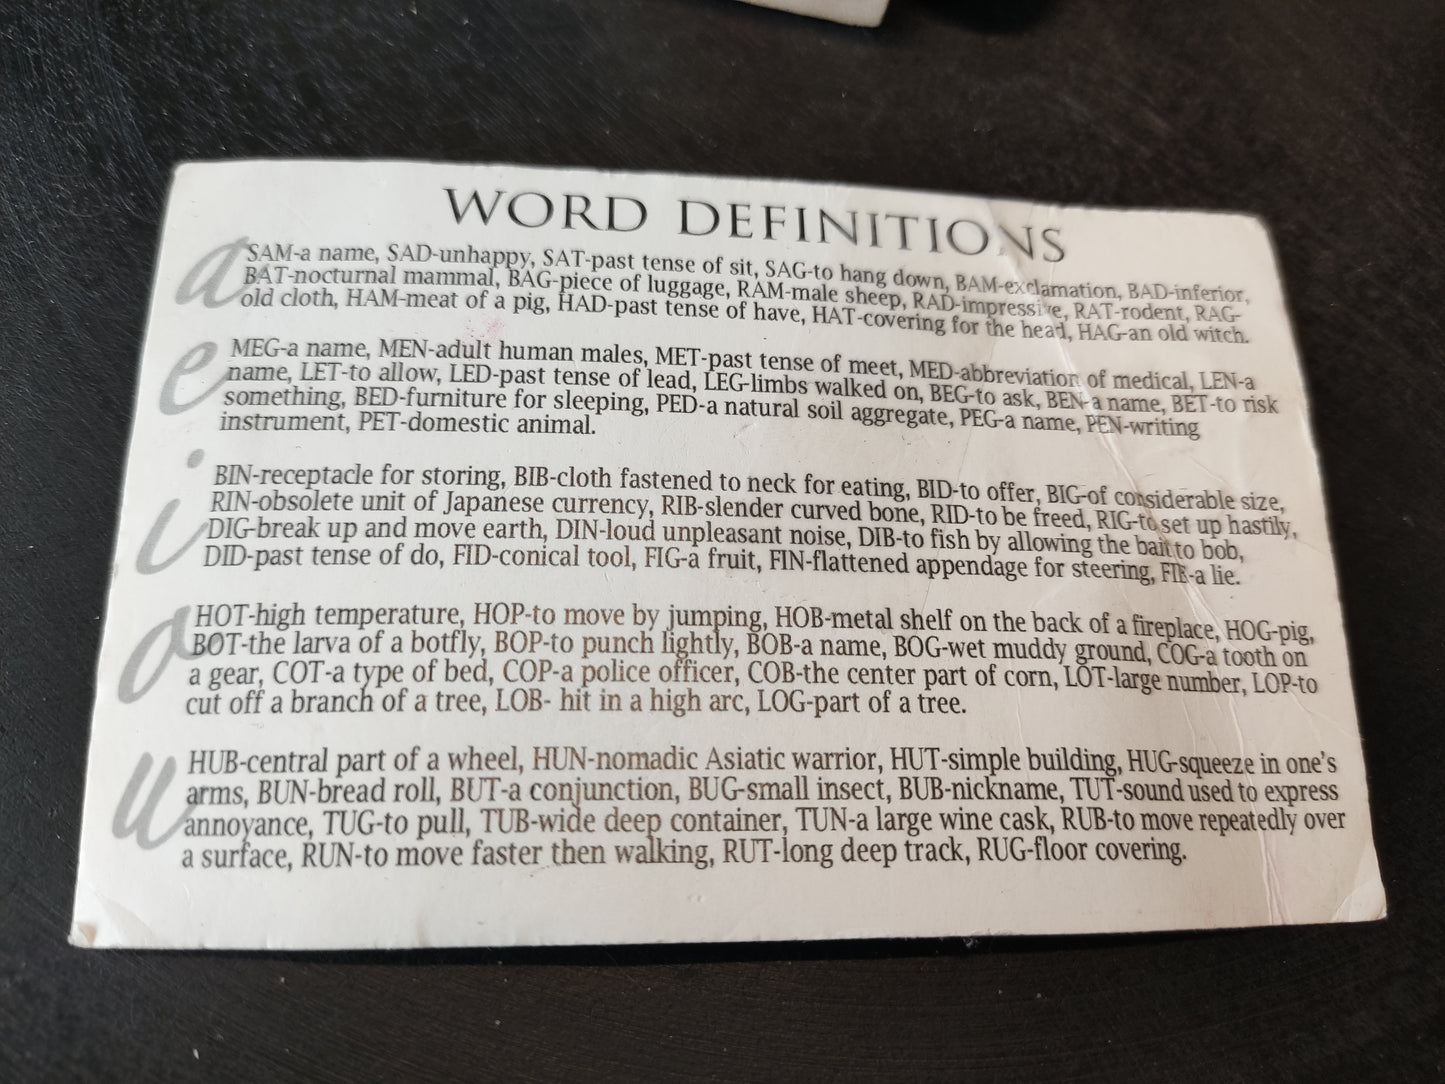 WORD DEFINITIONS
a SAM-a name, SAD-unhappy, SAT-past tense of sit, SAG-to hang down, BAM-exclamation, BAD-inferior,
BAT-nocturnal mammal, BAG-piece of luggage, RAM-male sheep, RAD-impressive, RAT-rodent, RAG-
old cloth, HAM-meat of a pig, HAD-past tense of have, HAT-covering for the head, HAG-an old witch.
e MEG-a name, MEN-adult human males, MET-past tense of meet, MED-abbreviation of medical, LEN-a
name, LET-to allow, LED-past tense of lead, LEG-limbs walked on, BEG-to ask, BEN-a name, BET-to risk
something, BED-furniture for sleeping, PED-a natural soil aggregate, PEG-a name, PEN-writing
instrument, PET-domestic animal.
i BIN-receptacle for storing, BIB-cloth fastened to neck for eating, BID-to offer, BIG-of considerable size,
RIN-obsolete unit of Japanese currency, RIB-slender curved bone, RID-to be freed, RIG-to set up hastily,
DIG-break up and move earth, DIN-loud unpleasant noise, DIB-to fish by allowing the bait to bob,
DID-past tense of do, FID-conical tool, FIG-a fruit, FIN-flattened appendage for steering, FIB-a lie.
o HOT-high temperature, HOP-to move by jumping, HOB-metal shelf on the back of a fireplace, HOG-pig,
BOT-the larva of a botfly, BOP-to punch lightly, BOB-a name, BOG-wet muddy ground, COG-a tooth on
a gear, COT-a type of bed, COP-a police officer, COB-the center part of corn, LOT-large number, LOP-to
cut off a branch of a tree, LOB- hit in a high arc, LOG-part of a tree.
u HUB-central part of a wheel, HUN-nomadic Asiatic warrior, HUT-simple building, HUG-squeeze in one's
arms, BUN-bread roll, BUT-a conjunction, BUG-small insect, BUB-nickname, TUT-sound used to express
annoyance, TUG-to pull, TUB-wide deep container, TUN-a large wine cask, RUB-to move repeatedly over
a surface, RUN-to move faster then walking, RUT-long deep track, RUG-floor covering.